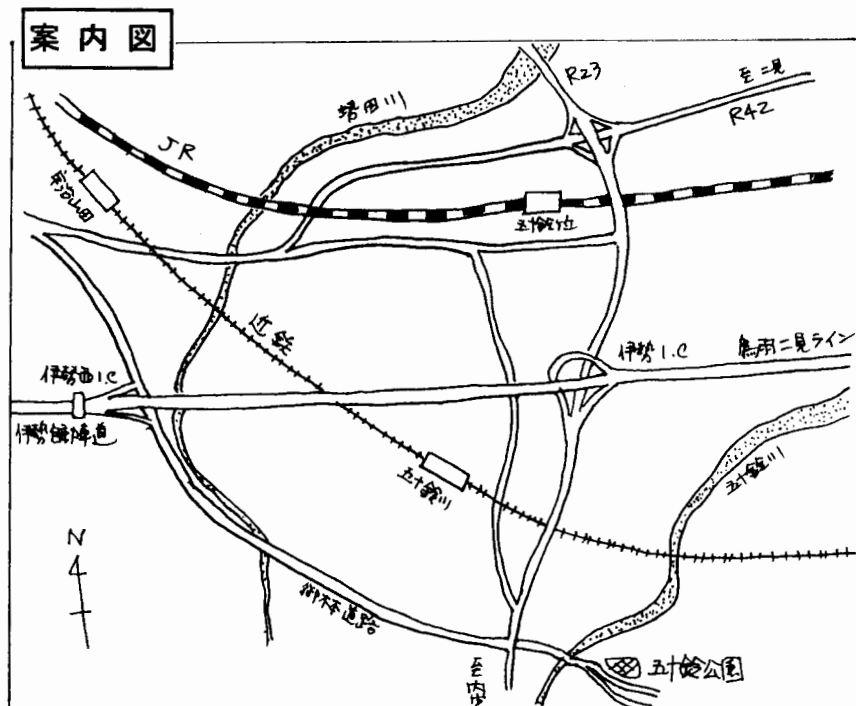 案内図
R23
至二見
R42
勢田川
JR
宇治山田
五十鈴ヶ丘
近鉄
伊勢I.C
鳥羽二見ライン
伊勢西I.C
伊勢自動車道
五十鈴川
五十鈴川
N
御木本道路
至内宮
五十鈴公園